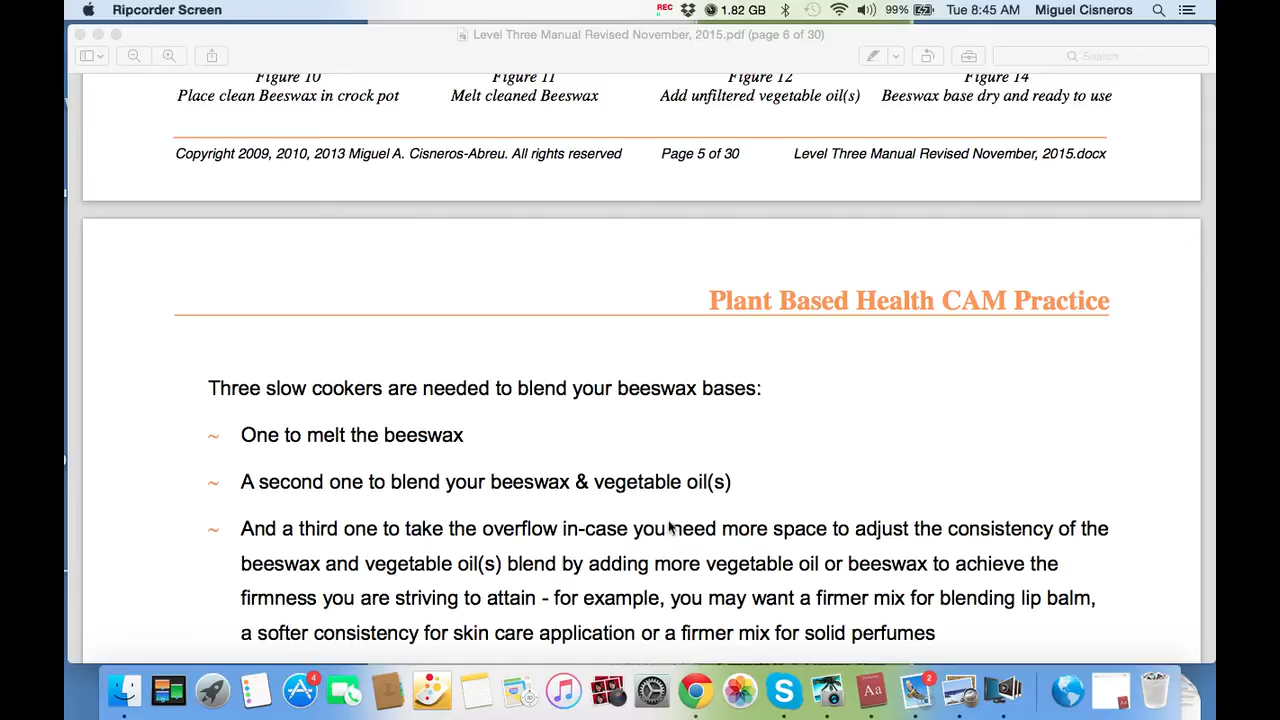 Ripcorder Screen
REC
1.82 GB
99%
Tue 8:45 AM
Miguel Cisneros
Level Three Manual Revised November, 2015.pdf (page 6 of 30)
Search
Figure 10 Figure 11 Figure 12 Figure 14
Place clean Beeswax in crock pot Melt cleaned Beeswax Add unfiltered vegetable oil(s) Beeswax base dry and ready to use
Copyright 2009, 2010, 2013 Miguel A. Cisneros-Abreu. All rights reserved Page 5 of 30 Level Three Manual Revised November, 2015.docx
Plant Based Health CAM Practice
Three slow cookers are needed to blend your beeswax bases:
~ One to melt the beeswax
~ A second one to blend your beeswax & vegetable oil(s)
~ And a third one to take the overflow in-case you need more space to adjust the consistency of the
beeswax and vegetable oil(s) blend by adding more vegetable oil or beeswax to achieve the
firmness you are striving to attain - for example, you may want a firmer mix for blending lip balm,
a softer consistency for skin care application or a firmer mix for solid perfumes
4
30
Aa
2